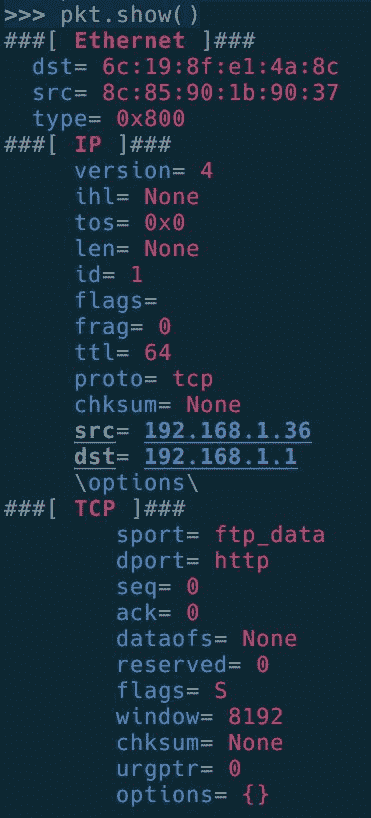 >>> pkt.show()
###[ Ethernet ]###
dst= 6c:19:8f:e1:4a:8c
src= 8c:85:90:1b:90:37
type= 0x800
###[ IP ]###
version= 4
ihl= None
tos= 0x0
len= None
id= 1
flags=
frag= 0
ttl= 64
proto= tcp
chksum= None
src= 192.168.1.36
dst= 192.168.1.1
\options\
###[ TCP ]###
sport= ftp_data
dport= http
seq= 0
ack= 0
dataofs= None
reserved= 0
flags= S
window= 8192
chksum= None
urgptr= 0
options= {}